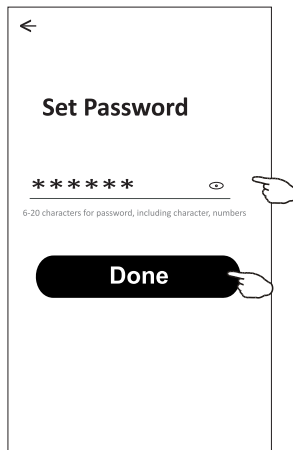 Set Password
******
6-20 characters for password, including character, numbers
Done